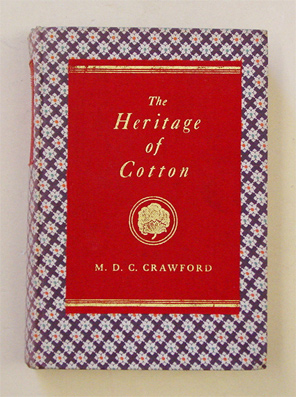 The
Heritage
of
Cotton
M. D. C. CRAWFORD